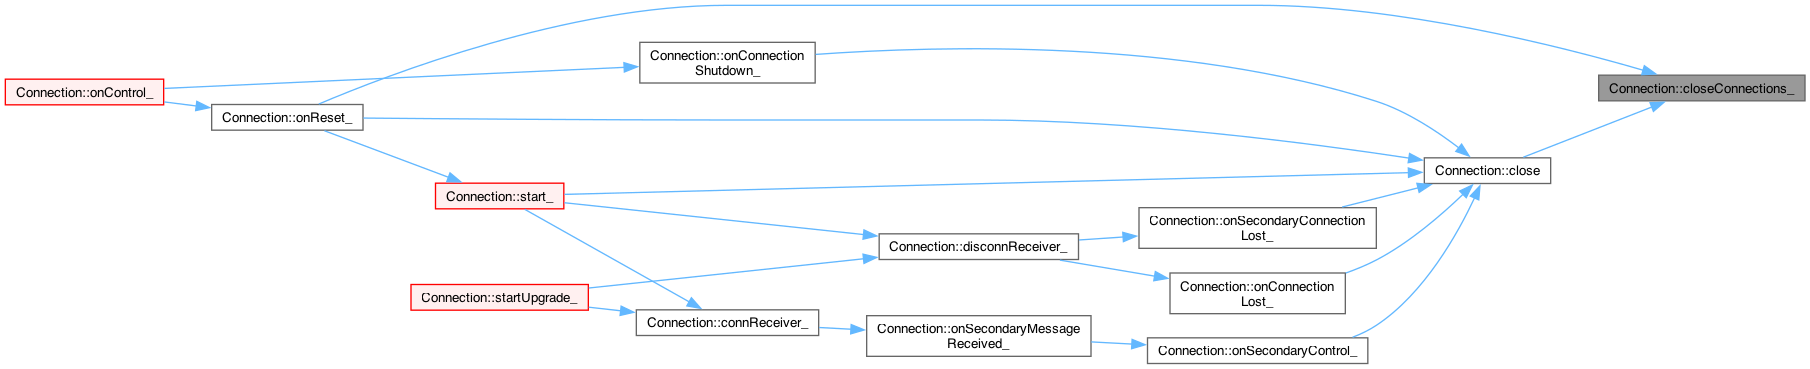 Connection::onControl_
Connection::onReset_
Connection::onConnection
Shutdown_
Connection::closeConnections_
Connection::close
Connection::start_
Connection::onSecondaryConnection
Lost_
Connection::disconnReceiver_
Connection::onConnection
Lost_
Connection::startUpgrade_
Connection::connReceiver_
Connection::onSecondaryMessage
Received_
Connection::onSecondaryControl_